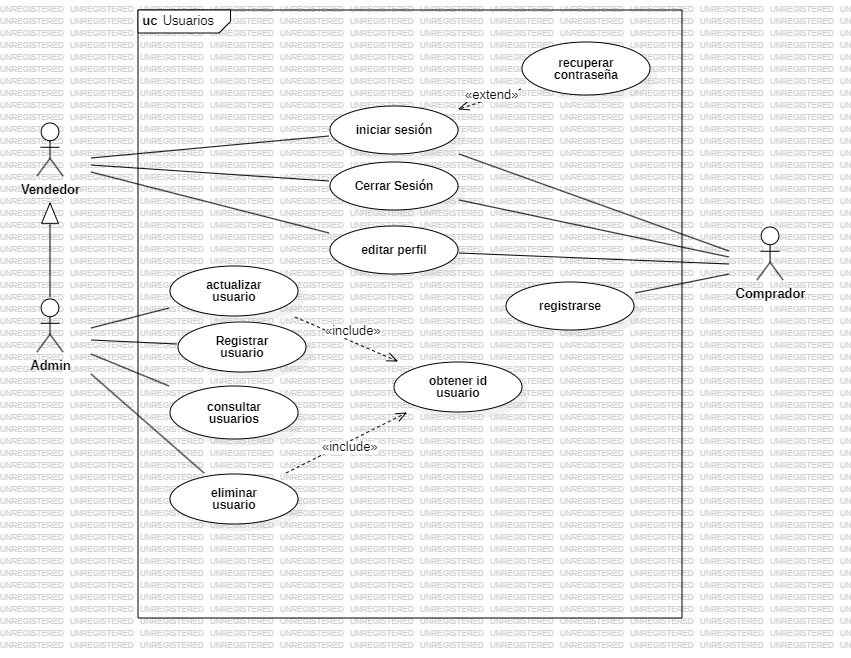 uc Usuarios
recuperar
contraseña
«extend»
iniciar sesión
Vendedor
Cerrar Sesión
editar perfil
Comprador
actualizar
usuario
registrarse
«include»
Registrar
usuario
Admin
obtener id
usuario
consultar
usuarios
«include»
eliminar
usuario
UNREGISTERED